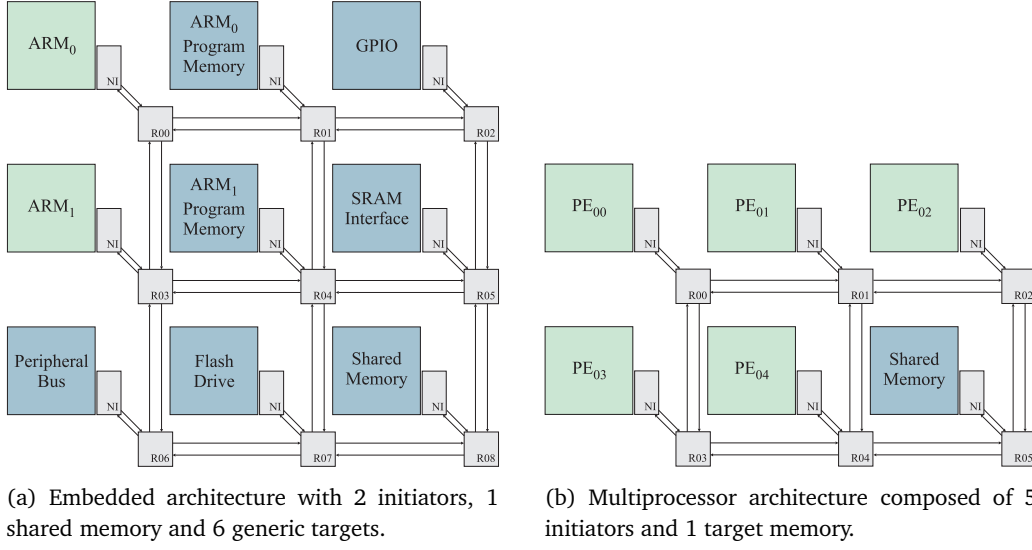 ARM0
ARM0
Program
Memory
GPIO
NI
NI
NI
R00
R01
R02
ARM1
ARM1
Program
Memory
SRAM
Interface
NI
NI
NI
R03
R04
R05
Peripheral
Bus
Flash
Drive
Shared
Memory
NI
NI
NI
R06
R07
R08
(a) Embedded architecture with 2 initiators, 1
shared memory and 6 generic targets.
PE00
PE01
PE02
NI
NI
NI
R00
R01
R02
PE03
PE04
Shared
Memory
NI
NI
NI
R03
R04
R05
(b) Multiprocessor architecture composed of 5
initiators and 1 target memory.